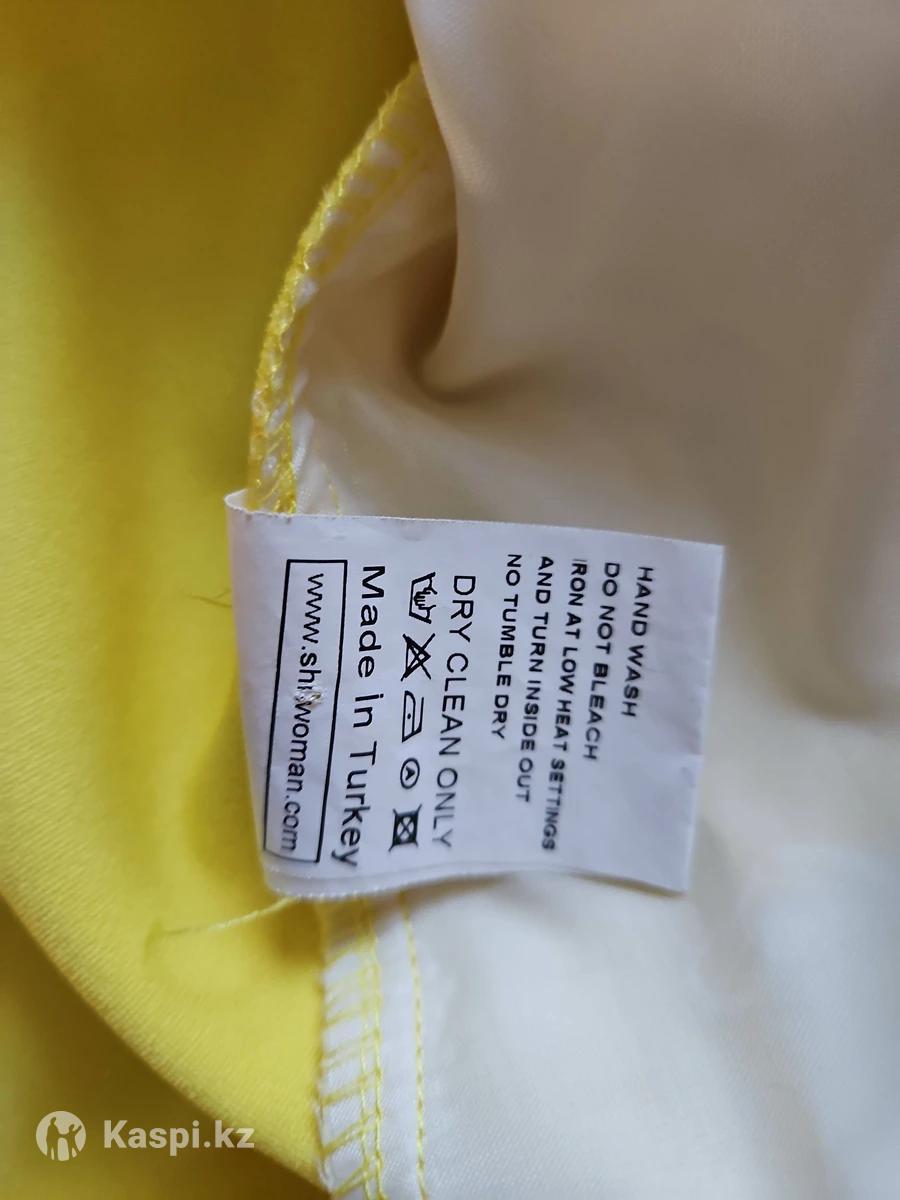 HAND WASH
DO NOT BLEACH
IRON AT LOW HEAT SETTINGS
AND TURN INSIDE OUT
NO TUMBLE DRY
DRY CLEAN ONLY
A
Made in Turkey
Kaspi.kz